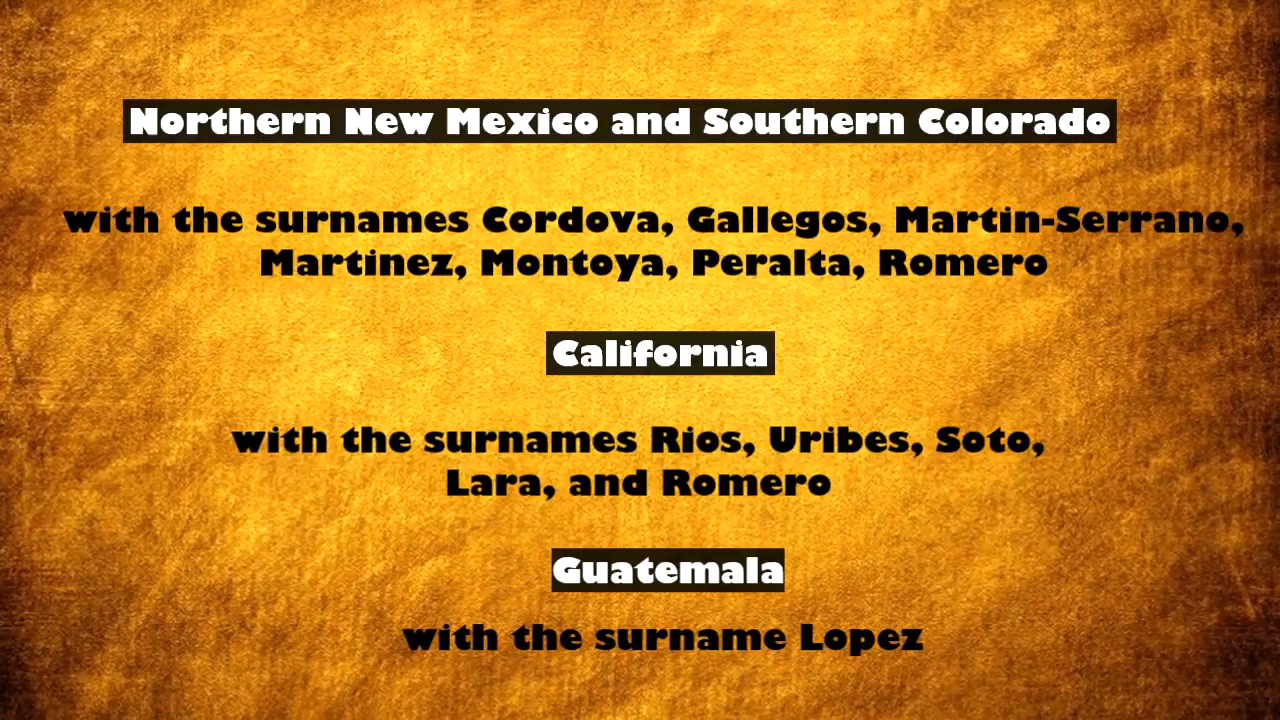 Northern New Mexico and Southern Colorado
with the surnames Cordova, Gallegos, Martin-Serrano,
Martinez, Montoya, Peralta, Romero
California
with the surnames Rios, Uribes, Soto,
Lara, and Romero
Guatemala
with the surname Lopez